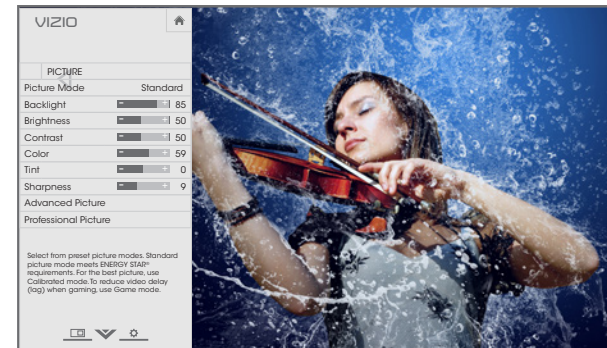 VIZIO
PICTURE
Picture Mode Standard
Backlight 85
Brightness 50
Contrast 50
Color 59
Tint 0
Sharpness 9
Advanced Picture
Professional Picture
Select from preset picture modes. Standard
picture mode meets ENERGY STAR®
requirements. For the best picture, use
Calibrated mode. To reduce video delay
(lag) when gaming, use Game mode.